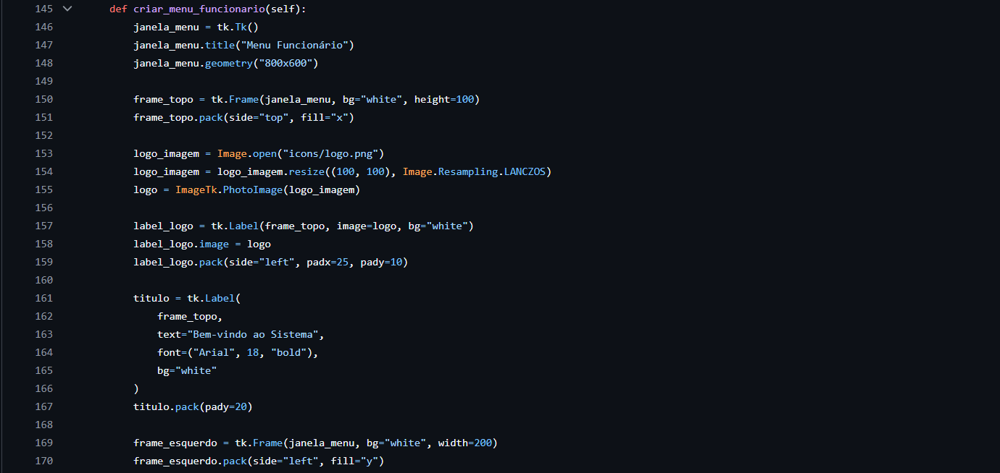 145 def criar_menu_funcionario(self):
146 janela_menu = tk.Tk()
147 janela_menu.title("Menu Funcionário")
148 janela_menu.geometry("800x600")
149
150 frame_topo = tk.Frame(janela_menu, bg="white", height=100)
151 frame_topo.pack(side="top", fill="x")
152
153 logo_imagem = Image.open("icons/logo.png")
154 logo_imagem = logo_imagem.resize((100, 100), Image.Resampling.LANCZOS)
155 logo = ImageTk.PhotoImage(logo_imagem)
156
157 label_logo = tk.Label(frame_topo, image=logo, bg="white")
158 label_logo.image = logo
159 label_logo.pack(side="left", padx=25, pady=10)
160
161 titulo = tk.Label(
162 frame_topo,
163 text="Bem-vindo ao Sistema",
164 font=("Arial", 18, "bold"),
165 bg="white"
166 )
167 titulo.pack(pady=20)
168
169 frame_esquerdo = tk.Frame(janela_menu, bg="white", width=200)
170 frame_esquerdo.pack(side="left", fill="y")